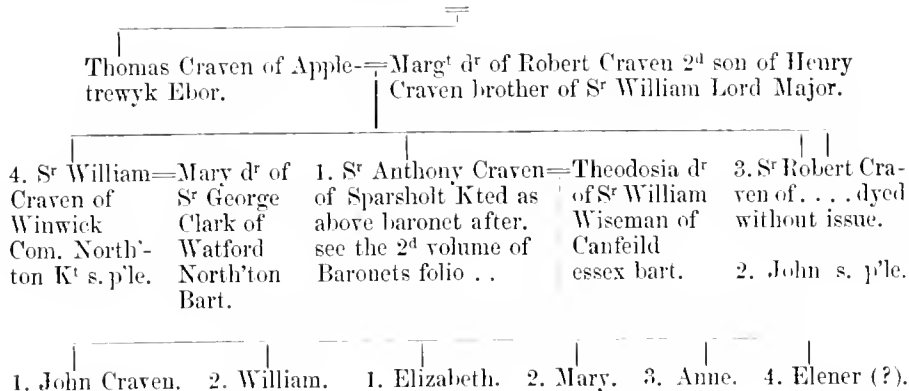 Thomas Craven of Apple-=Margt dr of Robert Craven 2d son of Henry
trewyk Ebor. Craven brother of Sr William Lord Major.
4. Sr William=Mary dr of 1. Sr Anthony Craven=Theodosia dr 3. Sr Robert Cra-
Craven of Sr George of Sparsholt Kted as of Sr William ven of . . . . dyed
Winwick Clark of above baronet after. Wiseman of without issue.
Com. North'- Watford see the 2d volume of Canfeild
ton Kt s. p'le. North'ton Baronets folio . . essex bart. 2. John s. p'le.
Bart.
1. John Craven. 2. William. 1. Elizabeth. 2. Mary. 3. Anne. 4. Elener (?).